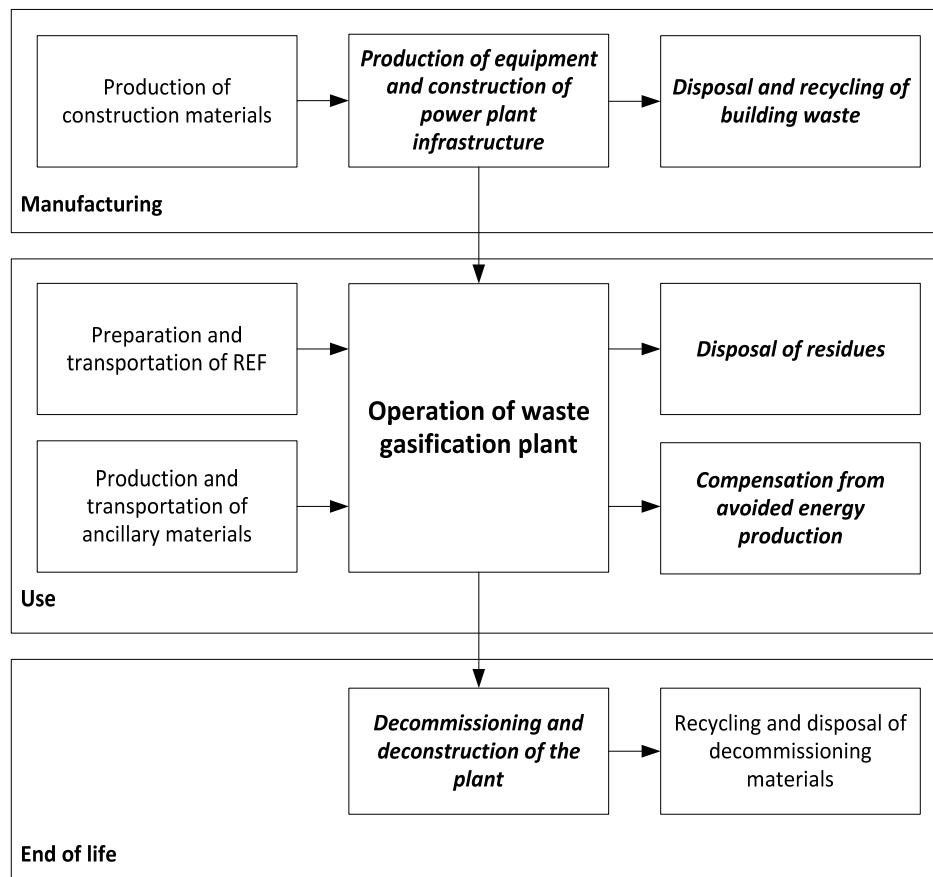 Production of
construction materials
Production of equipment
and construction of
power plant
infrastructure
Disposal and recycling of
building waste
Manufacturing
Preparation and
transportation of REF
Production and
transportation of
ancillary materials
Operation of waste
gasification plant
Disposal of residues
Compensation from
avoided energy
production
Use
Decommissioning and
deconstruction of the
plant
Recycling and disposal of
decommissioning
materials
End of life